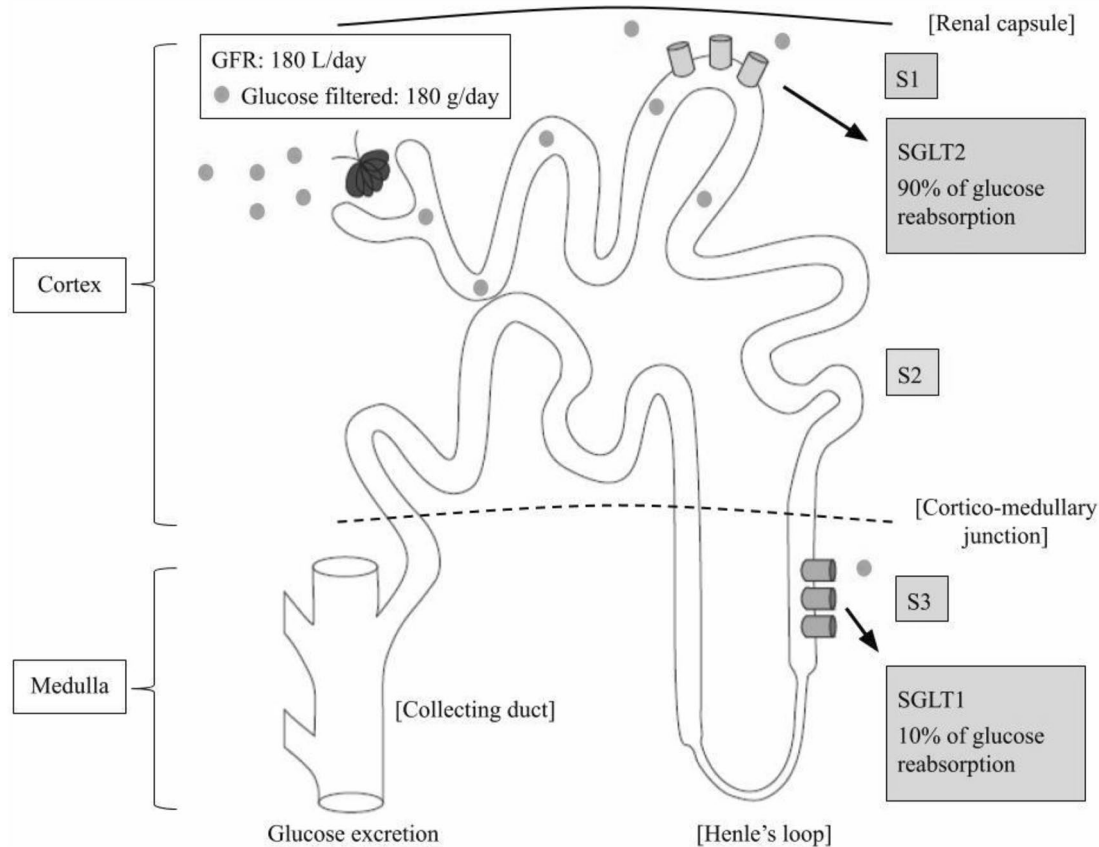 [Renal capsule]
GFR: 180 L/day
Glucose filtered: 180 g/day
S1
SGLT2
90% of glucose
reabsorption
Cortex
S2
[Cortico-medullary
junction]
S3
Medulla
SGLT1
10% of glucose
reabsorption
[Collecting duct]
Glucose excretion
[Henle's loop]